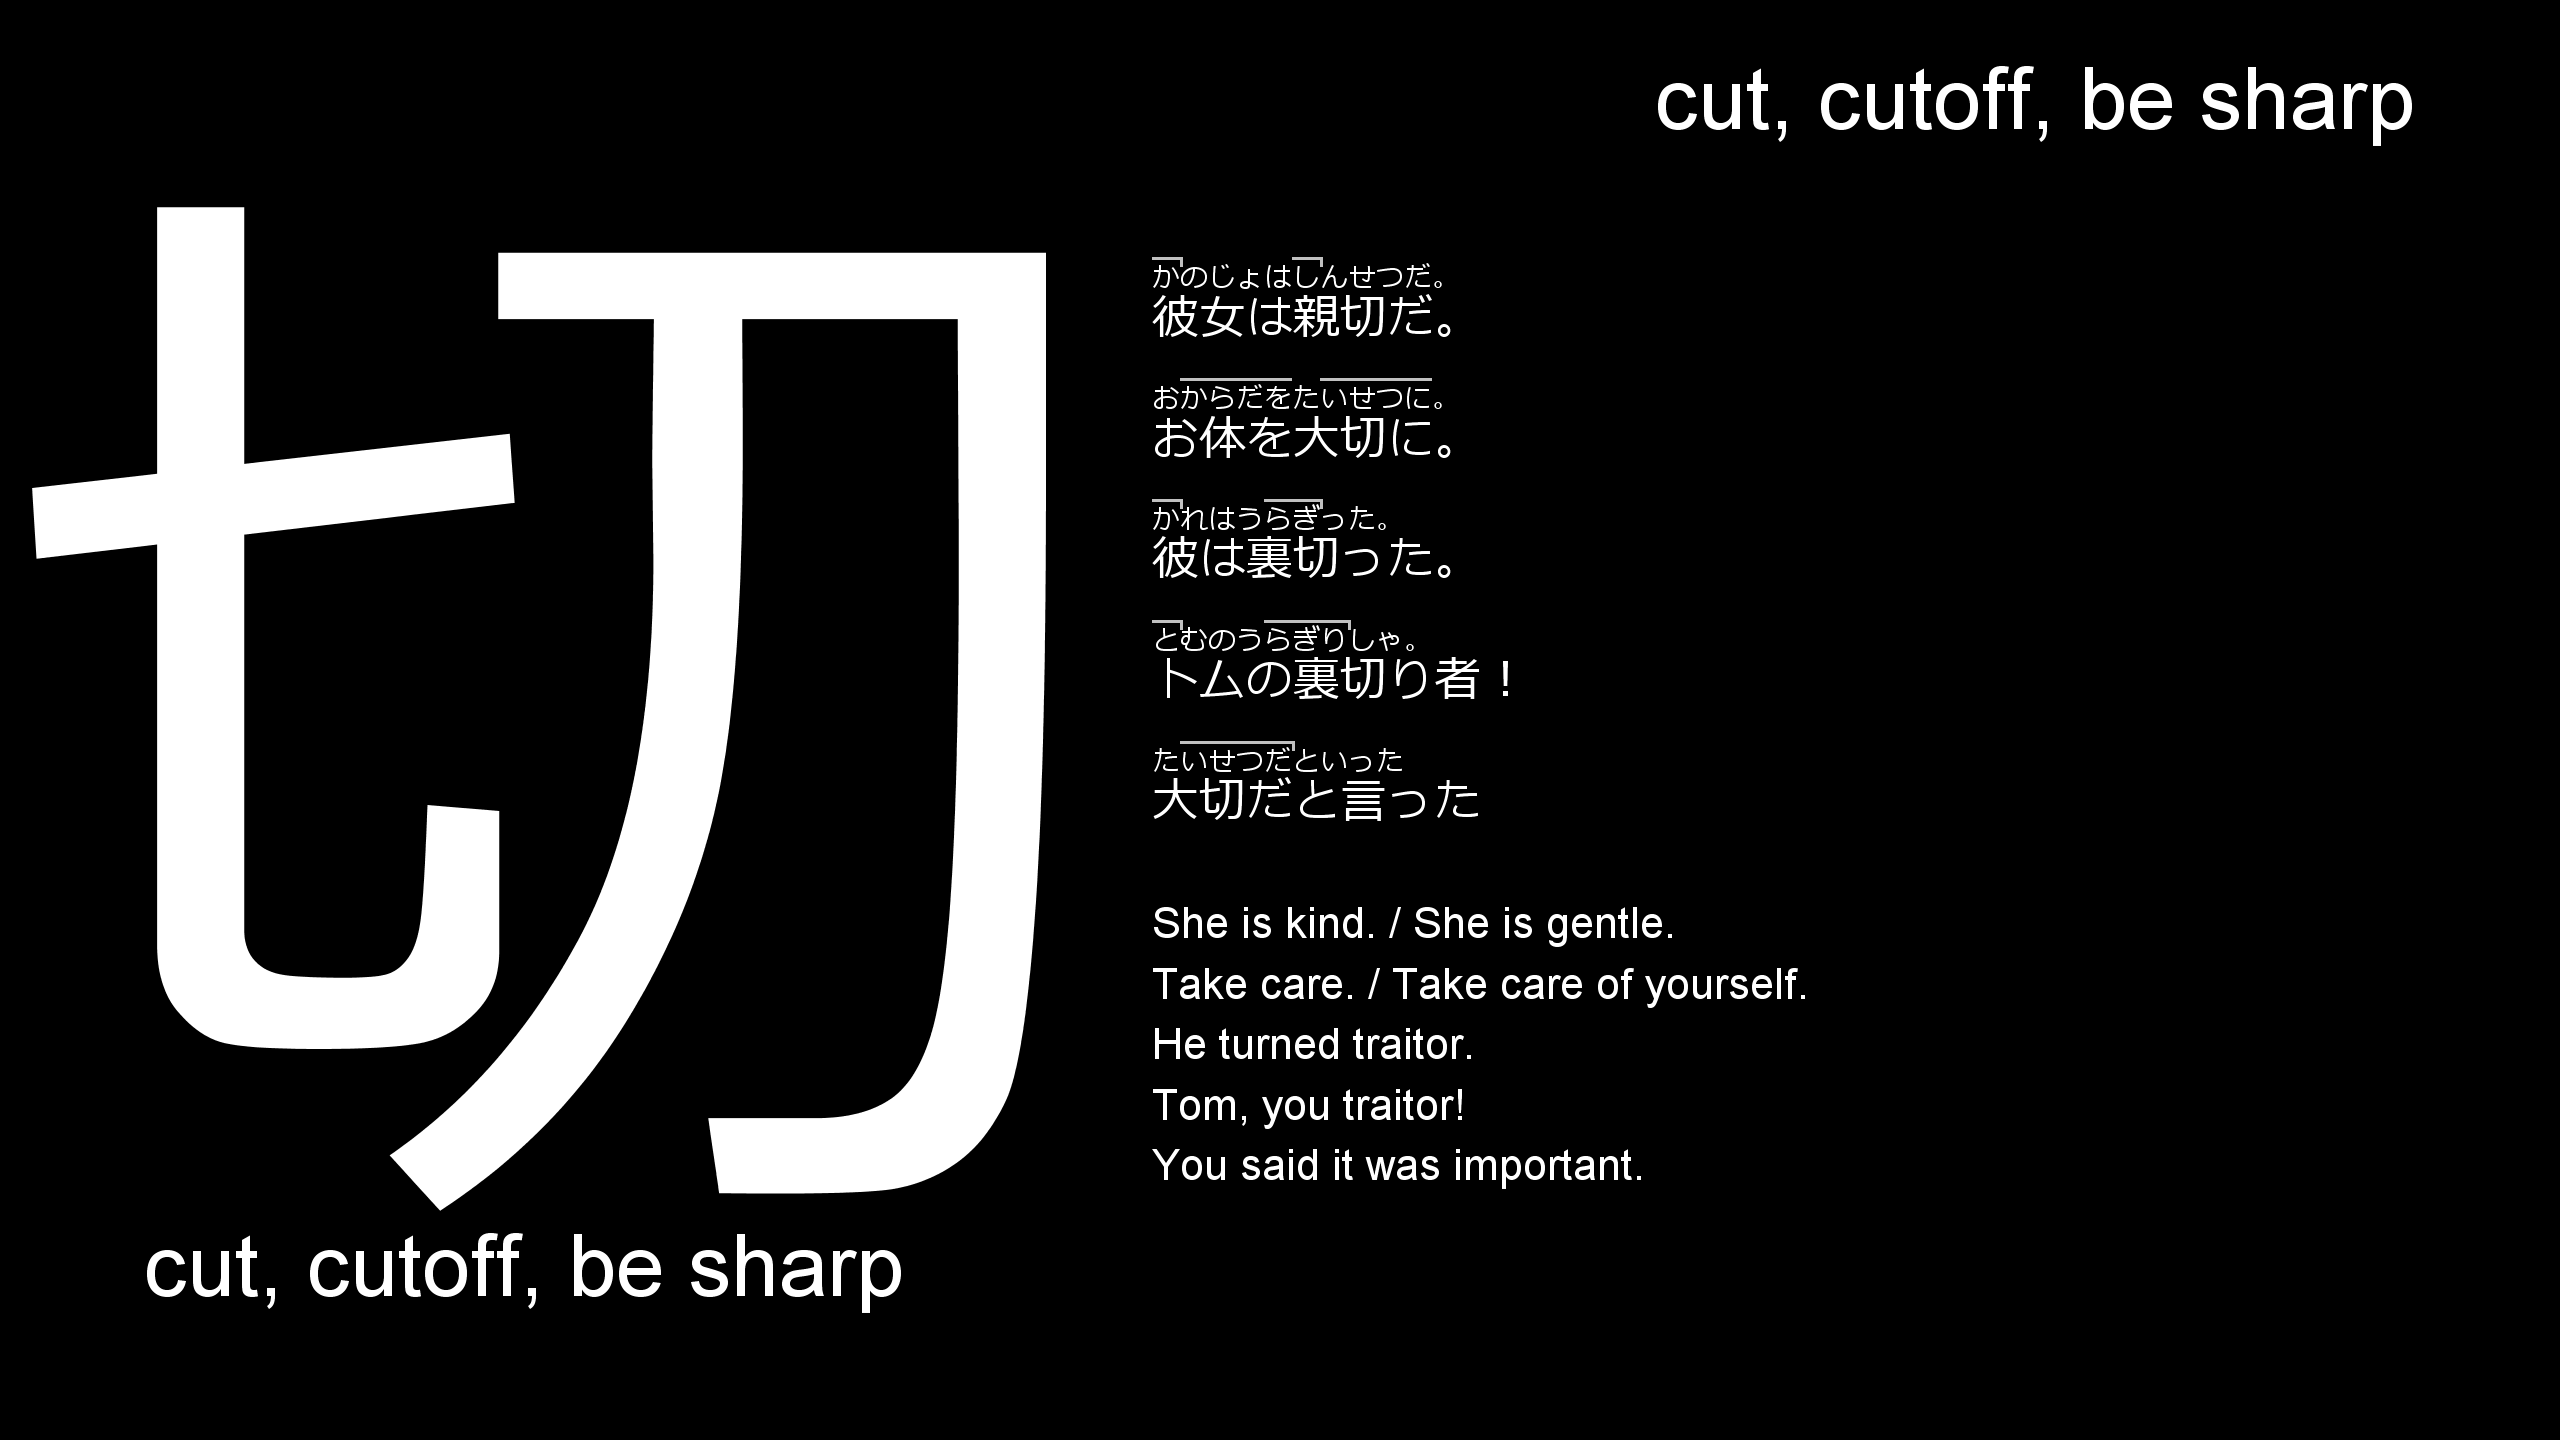 cut, cutoff, be sharp
切
cut, cutoff, be sharp
かのじょはしんせつだ。
彼女は親切だ。
おからだをたいせつに。
お体を大切に。
かれはうらぎった。
彼は裏切った。
とむのうらぎりしゃ。
トムの裏切り者！
たいせつだといった
大切だと言った
She is kind. / She is gentle.
Take care. / Take care of yourself.
He turned traitor.
Tom, you traitor!
You said it was important.